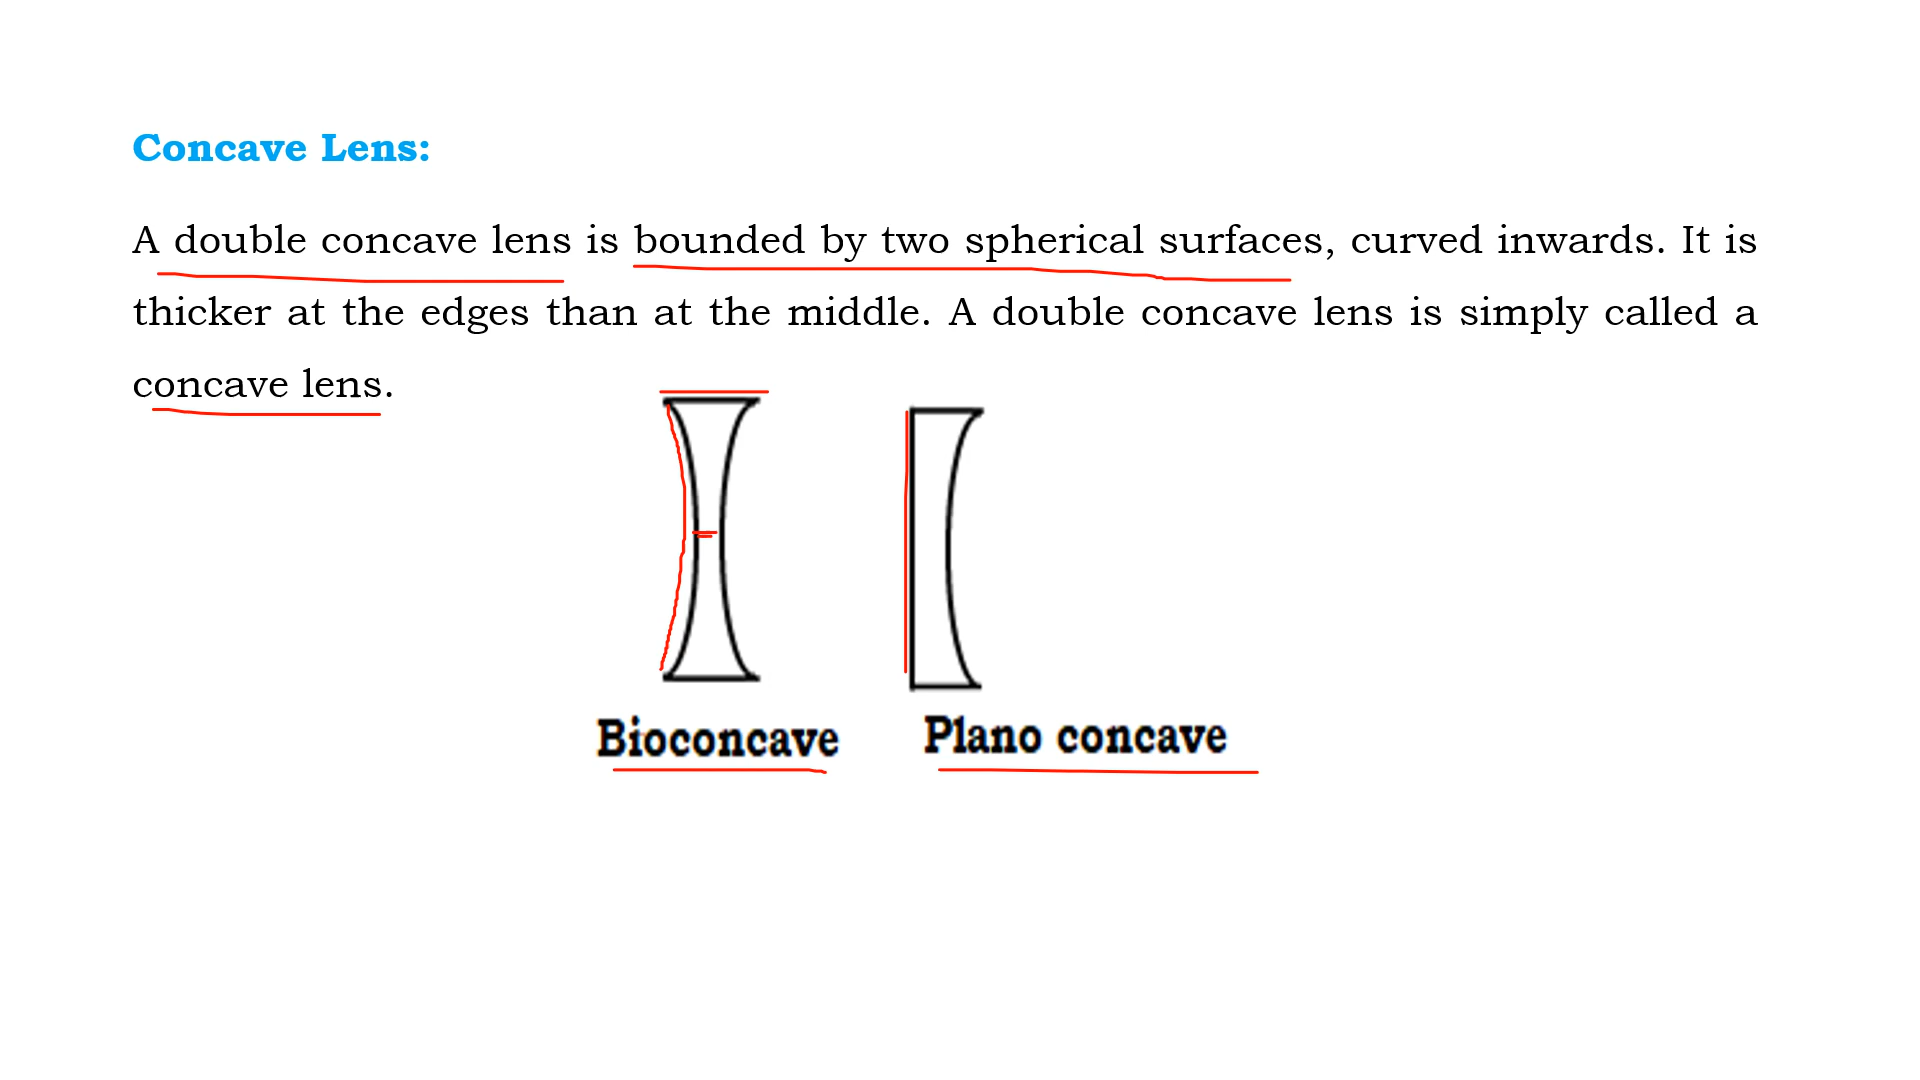 Concave Lens:
A double concave lens is bounded by two spherical surfaces, curved inwards. It is
thicker at the edges than at the middle. A double concave lens is simply called a
concave lens.
Bioconcave
Plano concave